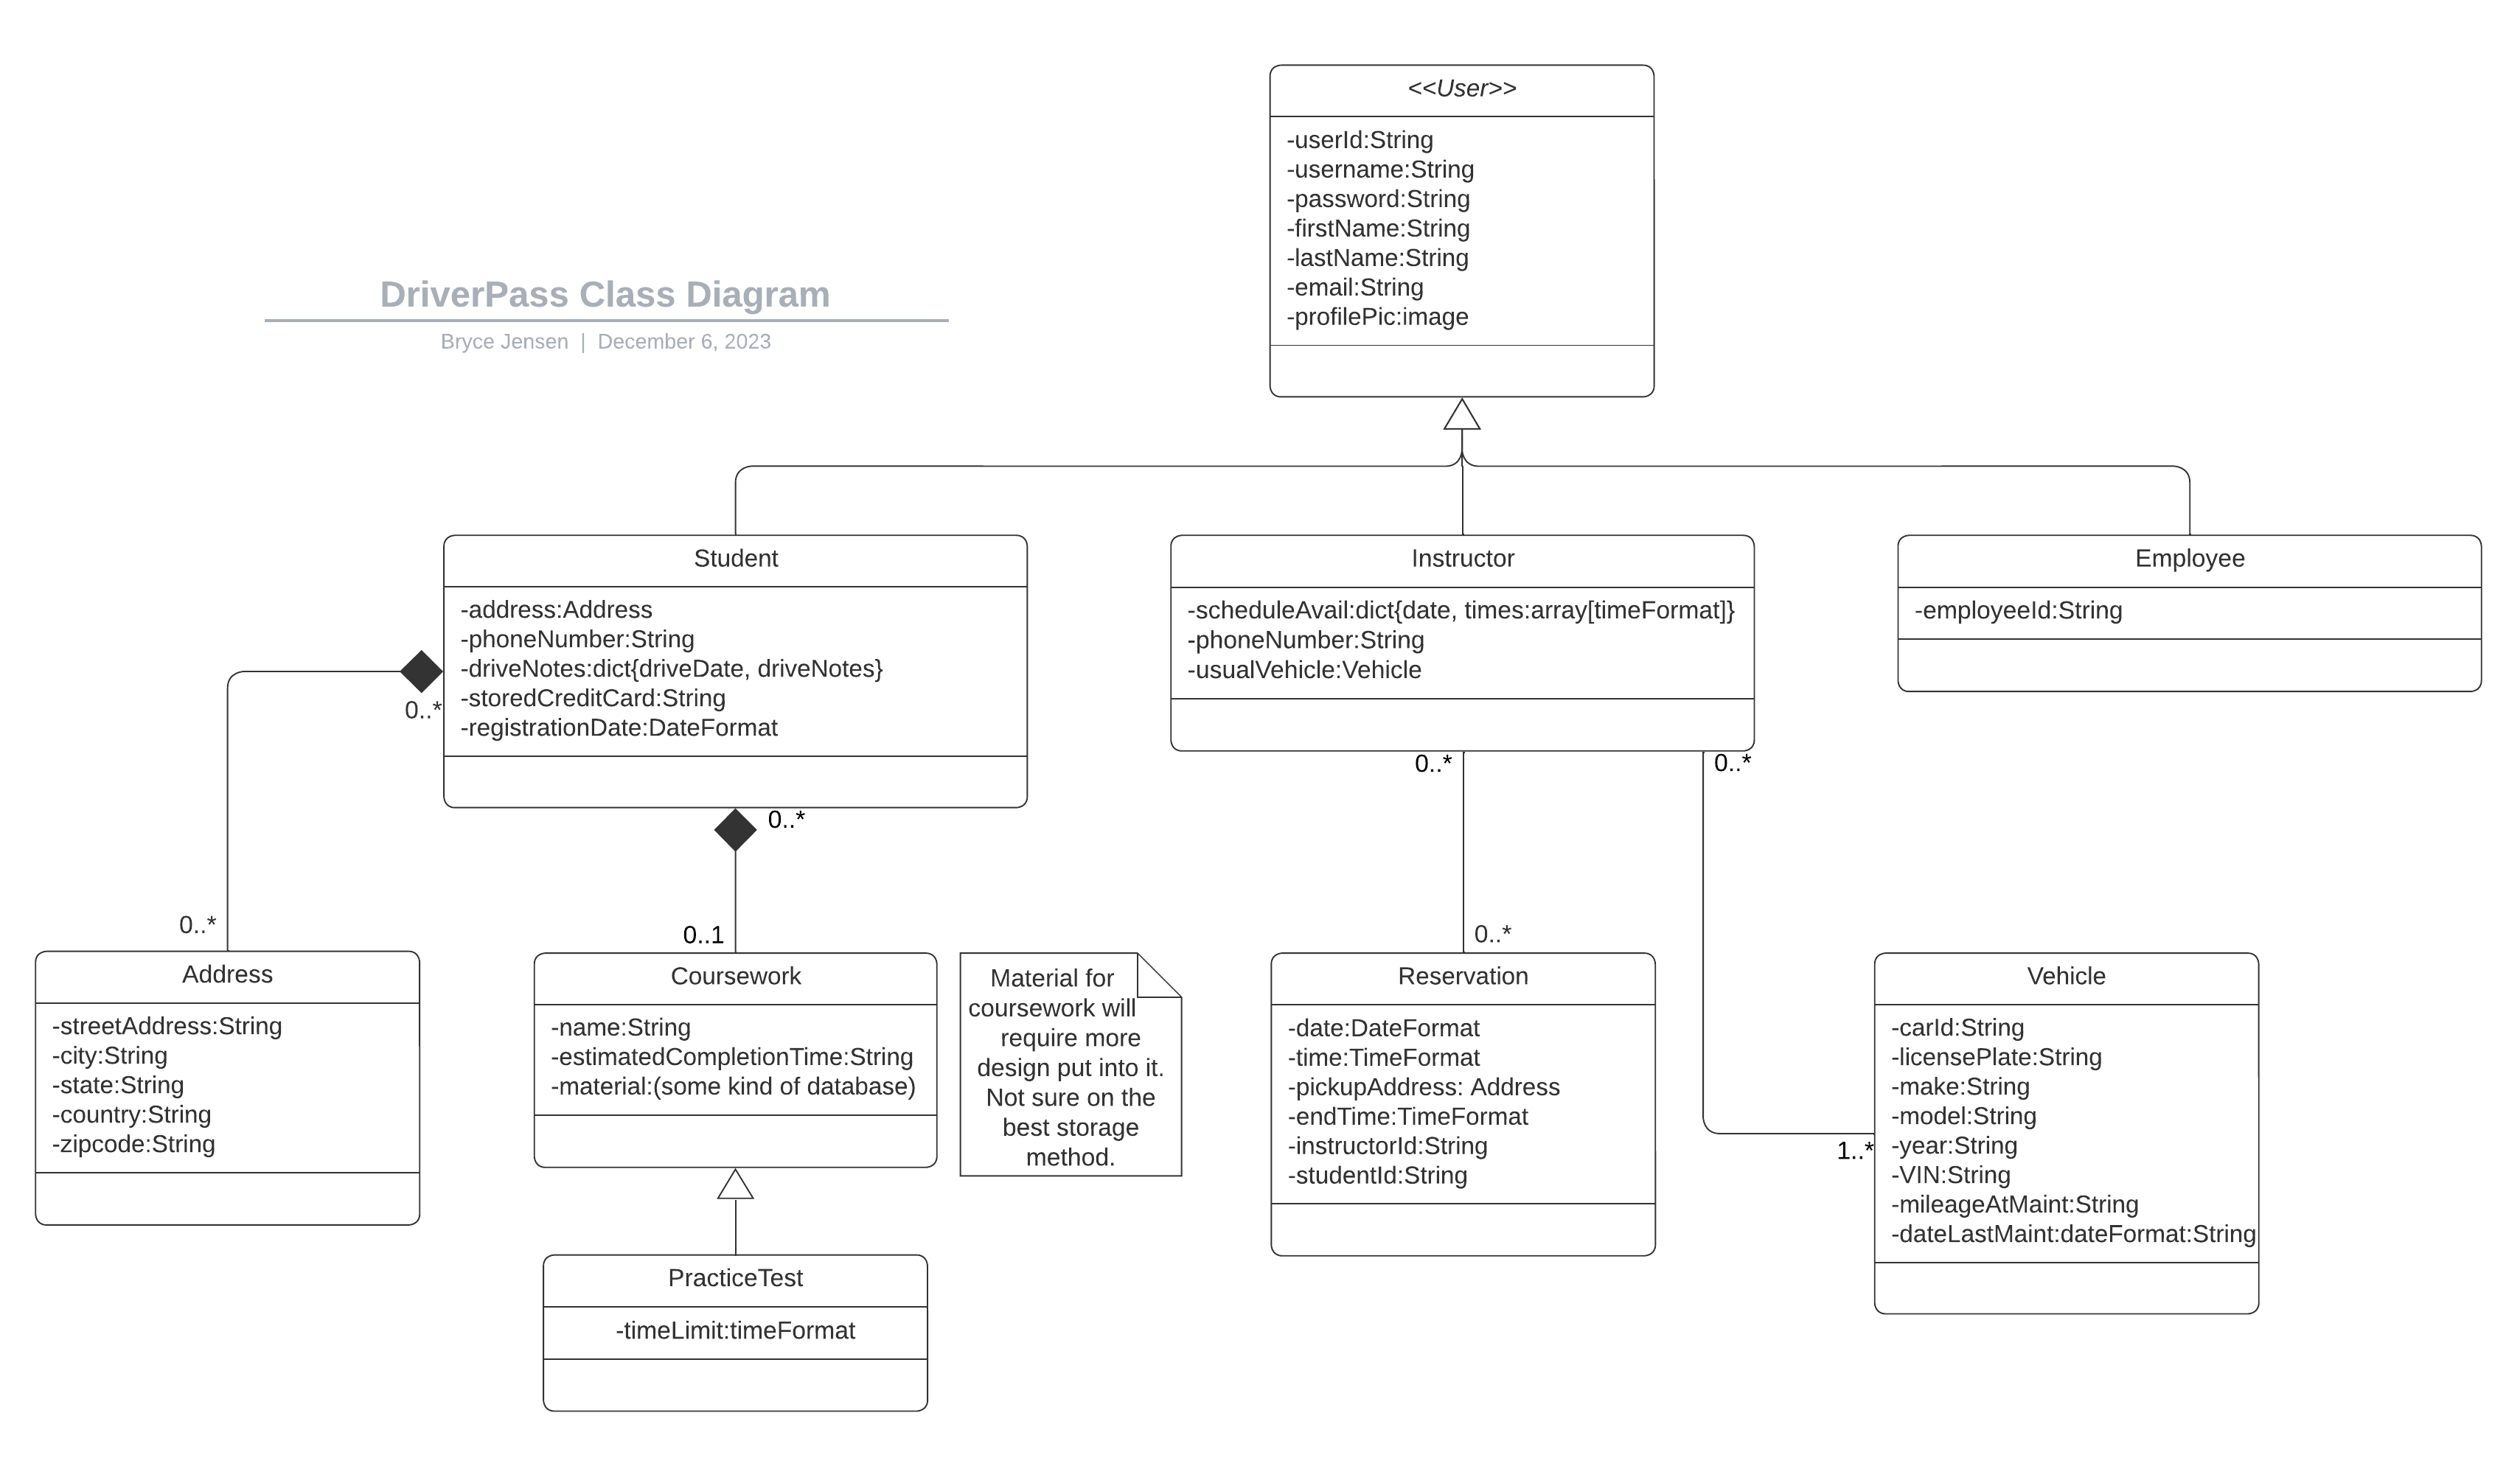 <<User>>
-userId:String
-username:String
-password:String
-firstName:String
-lastName:String
-email:String
-profilePic:image
DriverPass Class Diagram
Bryce Jensen | December 6, 2023
Student
-address:Address
-phoneNumber:String
-driveNotes:dict{driveDate, driveNotes}
-storedCreditCard:String
-registrationDate:DateFormat
Instructor
-scheduleAvail:dict{date, times:array[timeFormat]}
-phoneNumber:String
-usualVehicle:Vehicle
Employee
-employeeId:String
0..*
0..*
0..*
0..*
0..*
0..1
0..*
1..*
Address
-streetAddress:String
-city:String
-state:String
-country:String
-zipcode:String
Coursework
-name:String
-estimatedCompletionTime:String
-material:(some kind of database)
Material for
coursework will
require more
design put into it.
Not sure on the
best storage
method.
Reservation
-date:DateFormat
-time:TimeFormat
-pickupAddress: Address
-endTime:TimeFormat
-instructorId:String
-studentId:String
Vehicle
-carId:String
-licensePlate:String
-make:String
-model:String
-year:String
-VIN:String
-mileageAtMaint:String
-dateLastMaint:dateFormat:String
PracticeTest
-timeLimit:timeFormat